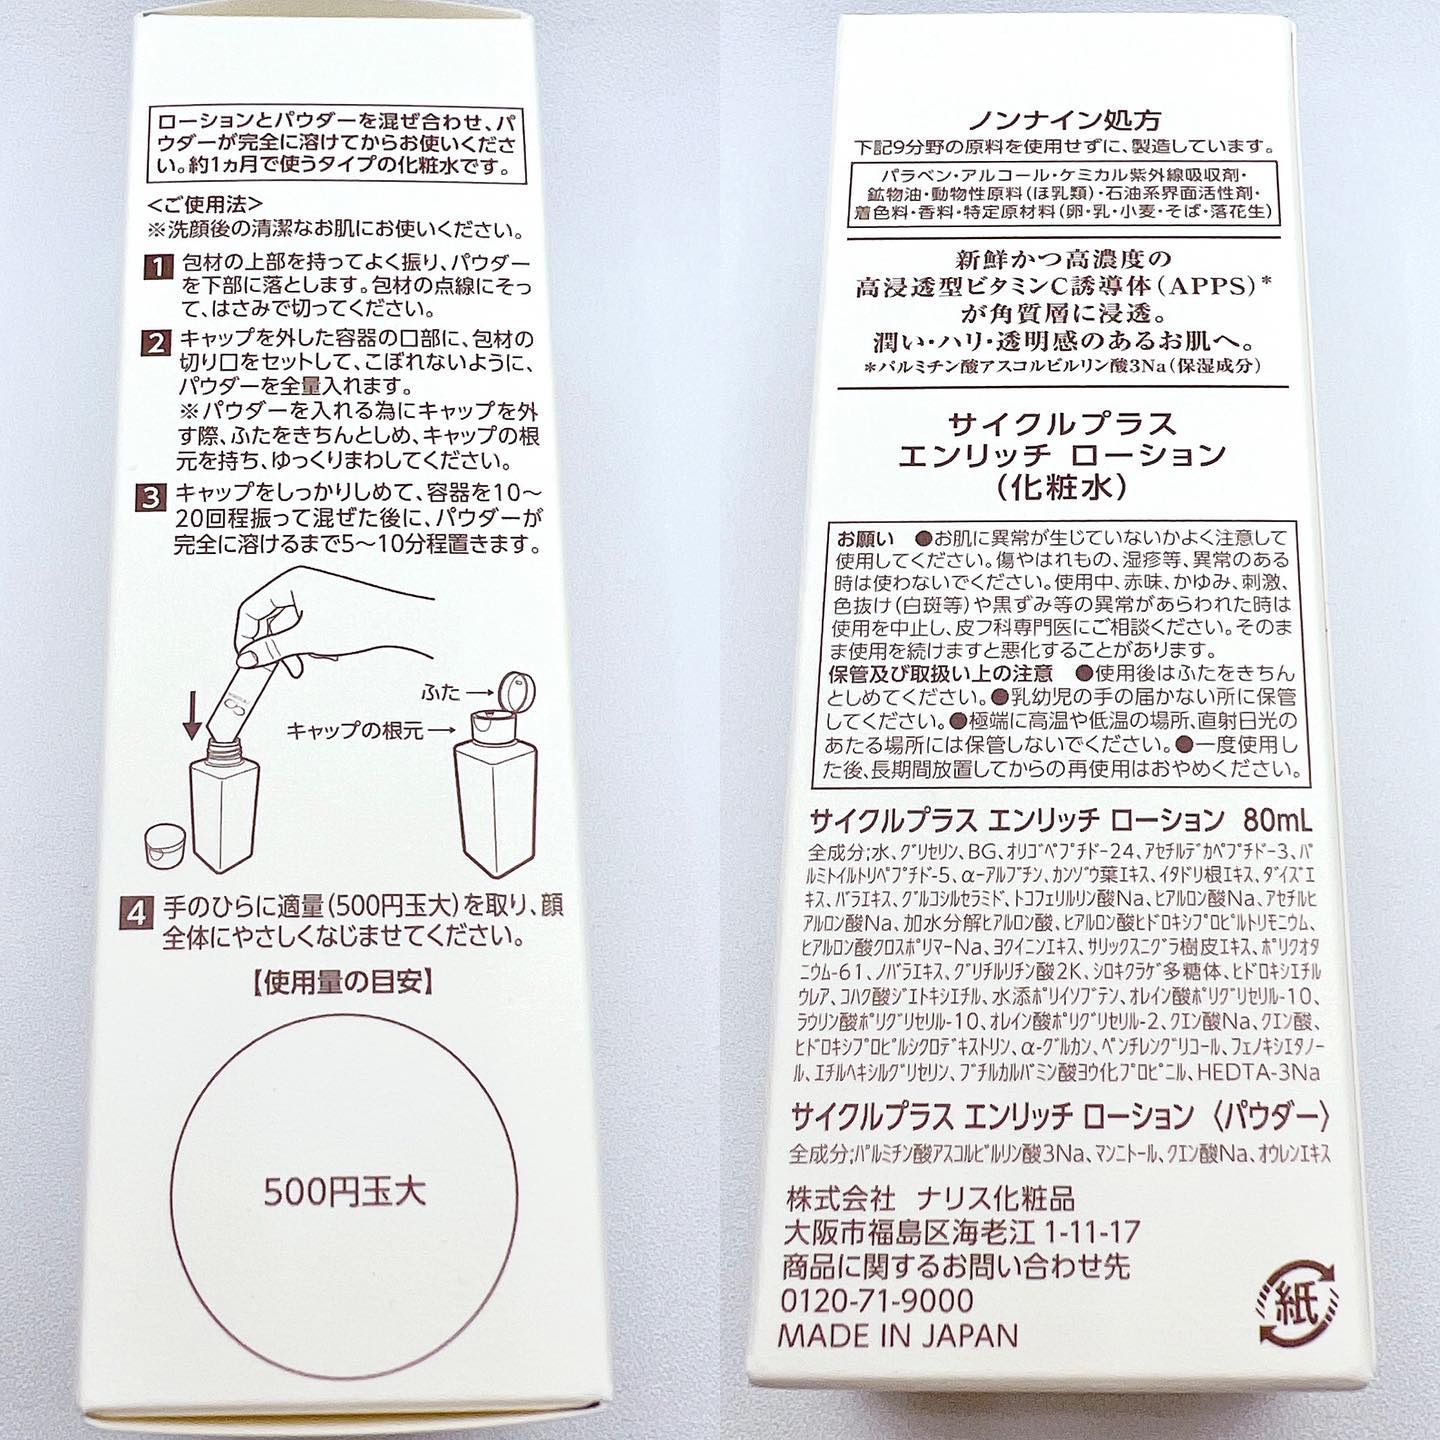 ローションとパウダーを混ぜ合わせ、パ
ウダーが完全に溶けてからお使いくださ
い。約1ヵ月で使うタイプの化粧水です。
<ご使用法>
※洗顔後の清潔なお肌にお使いください。
1 包材の上部を持ってよく振り、パウダー
を下部に落とします。包材の点線にそっ
て、はさみで切ってください。
2 キャップを外した容器の口部に、包材の
切り口をセットして、こぼれないように、
パウダーを全量入れます。
※パウダーを入れる為にキャップを外
す際、ふたをきちんとしめ、キャップの根
元を持ち、ゆっくりまわしてください。
3 キャップをしっかりしめて、容器を10〜
20回程振って混ぜた後に、パウダーが
完全に溶けるまで5〜10分程置きます。
ふた→
キャップの根元→
4 手のひらに適量(500円玉大)を取り、顔
全体にやさしくなじませてください。
【使用量の目安】
500円玉大
ノンナイン処方
下記9分野の原料を使用せずに、製造しています。
パラベン・アルコール・ケミカル紫外線吸収剤・
鉱物油・動物性原料(ほ乳類)・石油系界面活性剤・
着色料・香料・特定原材料(卵・乳・小麦・そば・落花生)
新鮮かつ高濃度の
高浸透型ビタミンC誘導体(APPS)*
が角質層に浸透。
潤い・ハリ・透明感のあるお肌へ。
*パルミチン酸アスコルビルリン酸3Na(保湿成分)
サイクルプラス
エンリッチ ローション
(化粧水)
お願い ●お肌に異常が生じていないかよく注意して
使用してください。傷やはれもの、湿疹等、異常のある
時は使わないでください。使用中、赤味、かゆみ、刺激、
色抜け(白斑等)や黒ずみ等の異常があらわれた時は
使用を中止し、皮フ科専門医にご相談ください。そのま
ま使用を続けますと悪化することがあります。
保管及び取扱い上の注意 ●使用後はふたをきちん
としめてください。●乳幼児の手の届かない所に保管
してください。●極端に高温や低温の場所、直射日光の
あたる場所には保管しないでください。●一度使用し
た後、長期間放置してからの再使用はおやめください。
サイクルプラス エンリッチ ローション 80mL
全成分;水、グリセリン、BG、オリゴペプチド-24、アセチルデカペプチド-3、パ
ルミトイルトリペプチド-5、α-アルブチン、カンゾウ葉エキス、イタドリ根エキス、ダイズエ
キス、バラエキス、グルコシルセラミド、トコフェリルリン酸Na、ヒアルロン酸Na、アセチルヒ
アルロン酸Na、加水分解ヒアルロン酸、ヒアルロン酸ヒドロキシプロピルトリモニウム、
ヒアルロン酸クロスポリマーNa、ヨクイニンエキス、サリックスニグラ樹皮エキス、ポリクオタ
ニウム-61、ノバラエキス、グリチルリチン酸2K、シロキクラゲ多糖体、ヒドロキシエチル
ウレア、コハク酸ジエトキシエチル、水添ポリイソブテン、オレイン酸ポリグリセリル-10、
ラウリン酸ポリグリセリル-10、オレイン酸ポリグリセリル-2、クエン酸Na、クエン酸、
ヒドロキシプロピルシクロデキストリン、α-グルカン、ペンチレングリコール、フェノキシエタノー
ル、エチルヘキシルグリセリン、ブチルカルバミン酸ヨウ化プロピニル、HEDTA-3Na
サイクルプラス エンリッチ ローション 〈パウダー〉
全成分;パルミチン酸アスコルビルリン酸3Na、マンニトール、クエン酸Na、オウレンエキス
株式会社 ナリス化粧品
大阪市福島区海老江 1-11-17
商品に関するお問い合わせ先
0120-71-9000
MADE IN JAPAN
紙